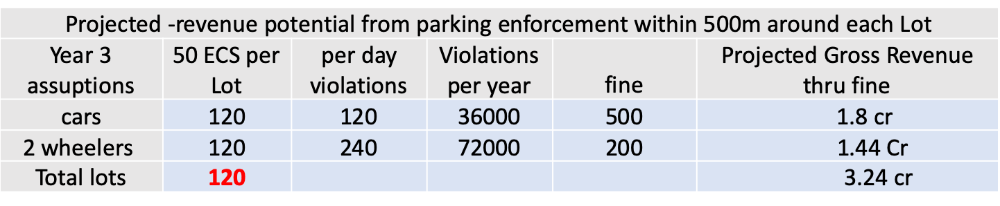 Projected -revenue potential from parking enforcement within 500m around each Lot
Year 3 assuptions 50 ECS per Lot per day violations Violations per year fine Projected Gross Revenue thru fine
cars 120 120 36000 500 1.8 cr
2 wheelers 120 240 72000 200 1.44 Cr
Total lots 120 3.24 cr